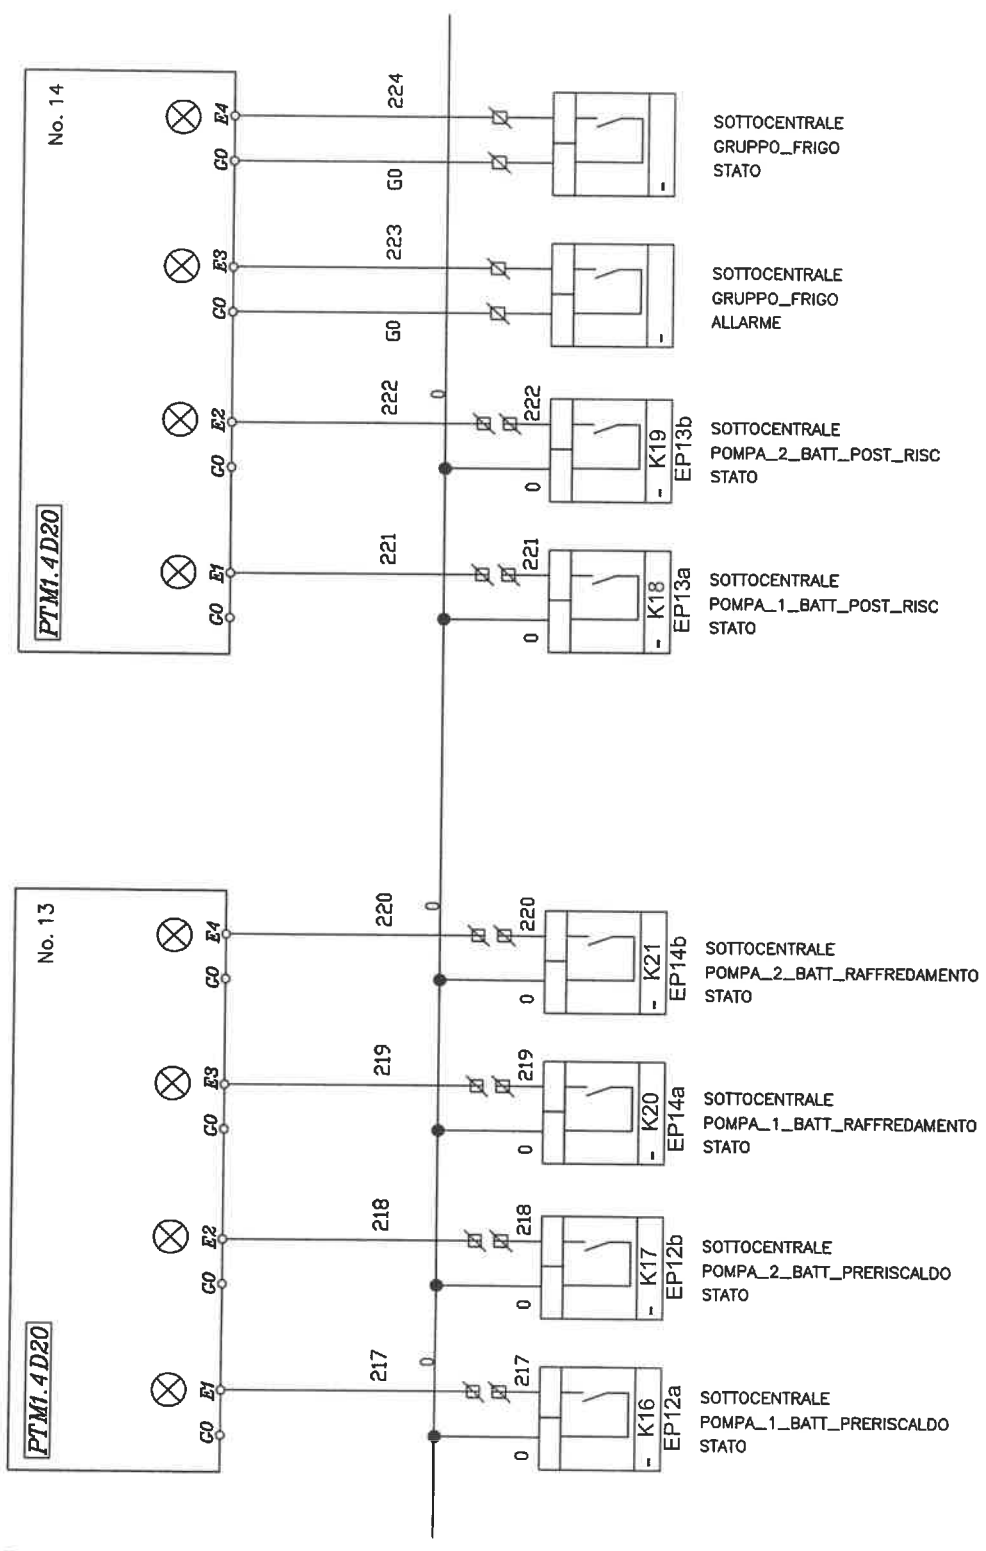 No. 14
PTM1.4D20
E4
224
G0
G0
SOTTOCENTRALE
GRUPPO_FRIGO
STATO
-
E3
223
G0
G0
SOTTOCENTRALE
GRUPPO_FRIGO
ALLARME
-
E2
222
0
222
G0
0
- K19
EP13b
SOTTOCENTRALE
POMPA_2_BATT_POST_RISC
STATO
E1
221
221
G0
0
- K18
EP13a
SOTTOCENTRALE
POMPA_1_BATT_POST_RISC
STATO
No. 13
PTM1.4D20
E4
220
0
220
G0
0
- K21
EP14b
SOTTOCENTRALE
POMPA_2_BATT_RAFFREDAMENTO
STATO
E3
219
219
G0
0
- K20
EP14a
SOTTOCENTRALE
POMPA_1_BATT_RAFFREDAMENTO
STATO
E2
218
218
G0
0
- K17
EP12b
SOTTOCENTRALE
POMPA_2_BATT_PRERISCALDO
STATO
E1
217
0
217
G0
0
- K16
EP12a
SOTTOCENTRALE
POMPA_1_BATT_PRERISCALDO
STATO